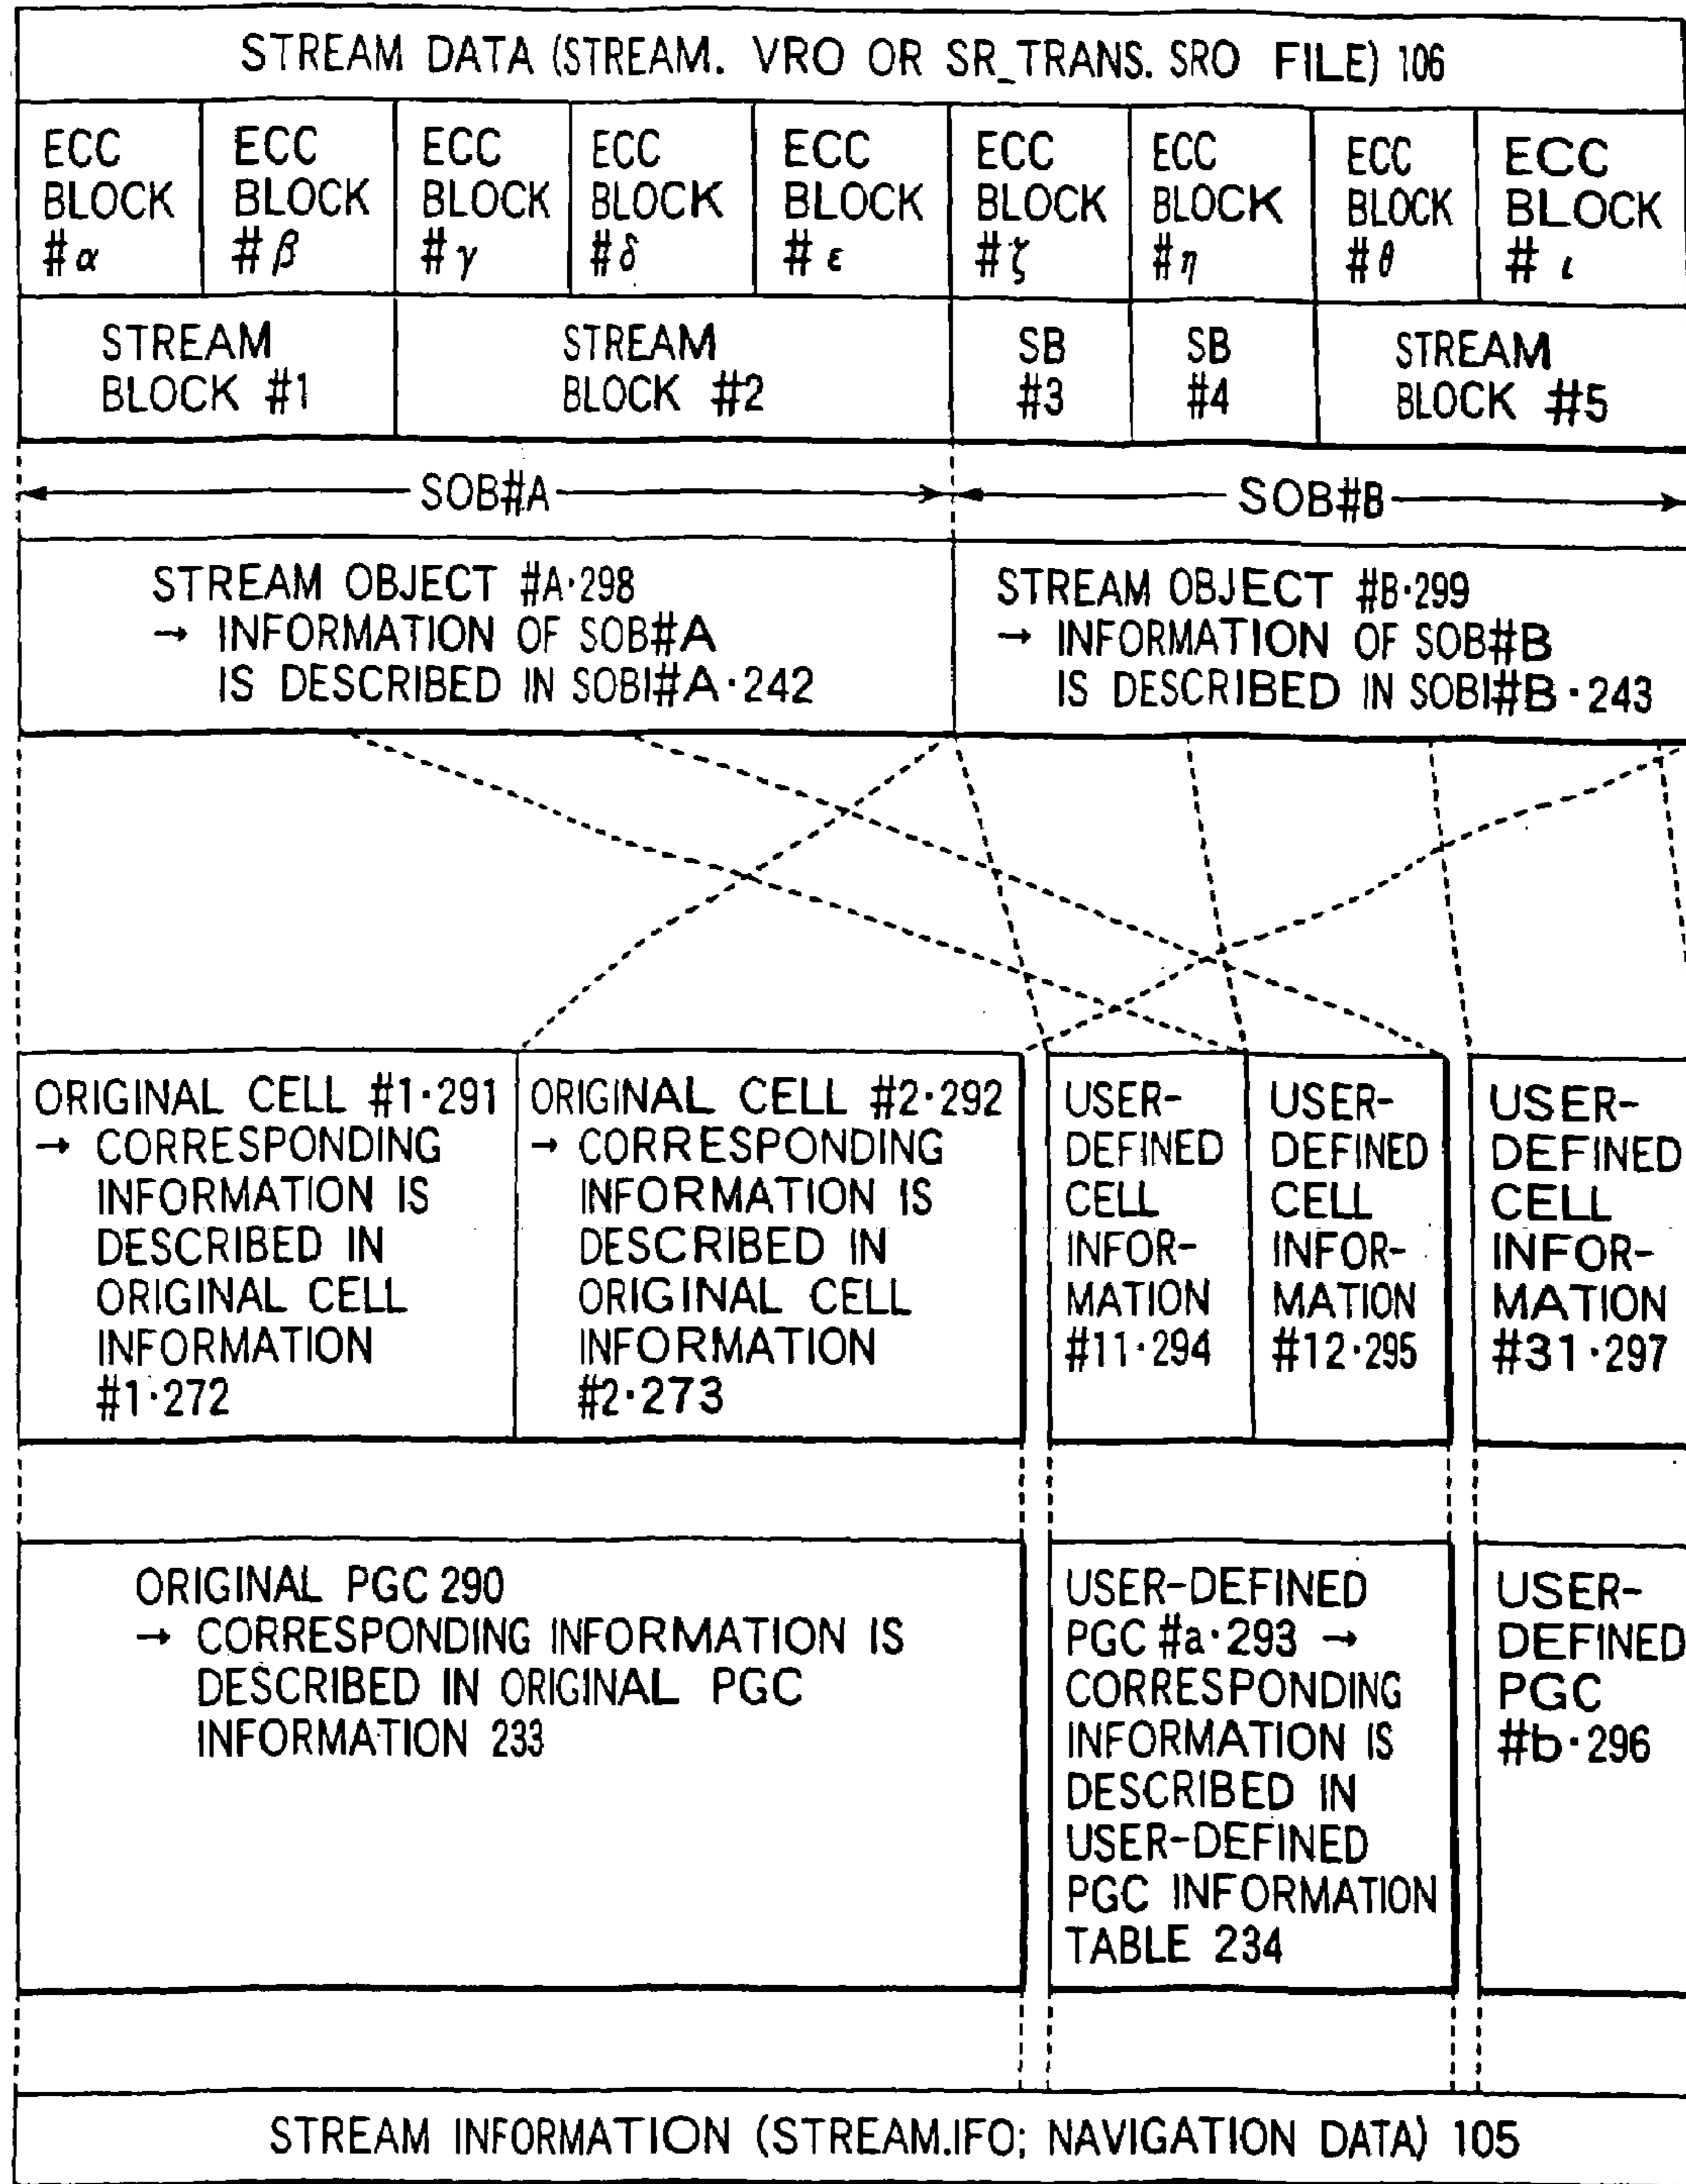 STREAM DATA (STREAM. VRO OR SR_TRANS. SRO FILE) 106
ECC
BLOCK
#α
ECC
BLOCK
#β
ECC
BLOCK
#γ
ECC
BLOCK
#δ
ECC
BLOCK
#ε
ECC
BLOCK
#ζ
ECC
BLOCK
#η
ECC
BLOCK
#θ
ECC
BLOCK
#ι
STREAM
BLOCK #1
STREAM
BLOCK #2
SB
#3
SB
#4
STREAM
BLOCK #5
SOB#A
SOB#B
STREAM OBJECT #A·298
→ INFORMATION OF SOB#A
IS DESCRIBED IN SOBI#A·242
STREAM OBJECT #B·299
→ INFORMATION OF SOB#B
IS DESCRIBED IN SOBI#B·243
ORIGINAL CELL #1·291
→ CORRESPONDING
INFORMATION IS
DESCRIBED IN
ORIGINAL CELL
INFORMATION
#1·272
ORIGINAL CELL #2·292
→ CORRESPONDING
INFORMATION IS
DESCRIBED IN
ORIGINAL CELL
INFORMATION
#2·273
USER-
DEFINED
CELL
INFOR-
MATION
#11·294
USER-
DEFINED
CELL
INFOR-
MATION
#12·295
USER-
DEFINED
CELL
INFOR-
MATION
#31·297
ORIGINAL PGC 290
→ CORRESPONDING INFORMATION IS
DESCRIBED IN ORIGINAL PGC
INFORMATION 233
USER-DEFINED
PGC #a·293 →
CORRESPONDING
INFORMATION IS
DESCRIBED IN
USER-DEFINED
PGC INFORMATION
TABLE 234
USER-
DEFINED
PGC
#b·296
STREAM INFORMATION (STREAM.IFO; NAVIGATION DATA) 105